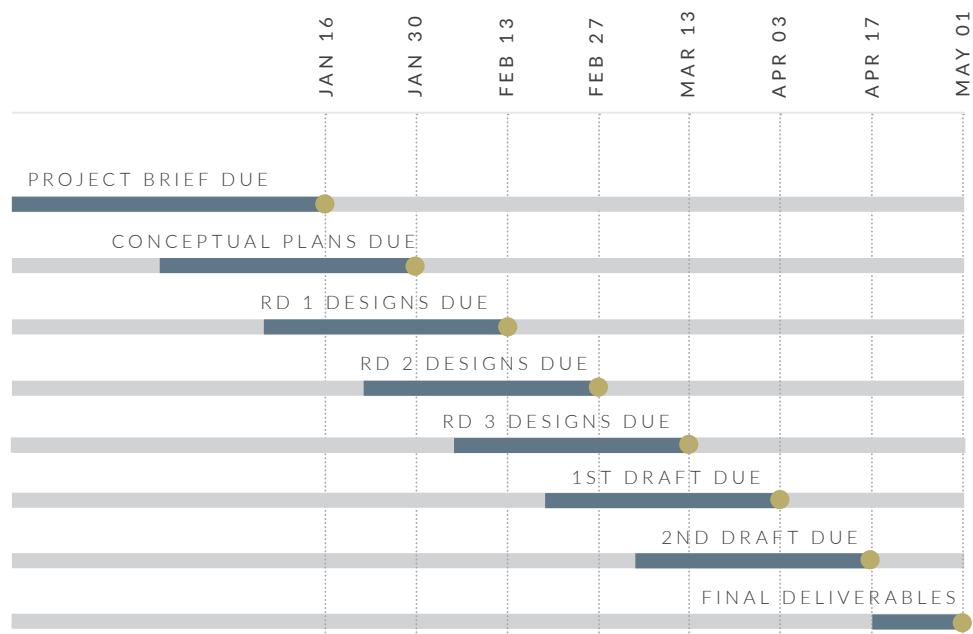 JAN 16
JAN 30
FEB 13
FEB 27
MAR 13
APR 03
APR 17
MAY 01
PROJECT BRIEF DUE
CONCEPTUAL PLANS DUE
RD 1 DESIGNS DUE
RD 2 DESIGNS DUE
RD 3 DESIGNS DUE
1ST DRAFT DUE
2ND DRAFT DUE
FINAL DELIVERABLES